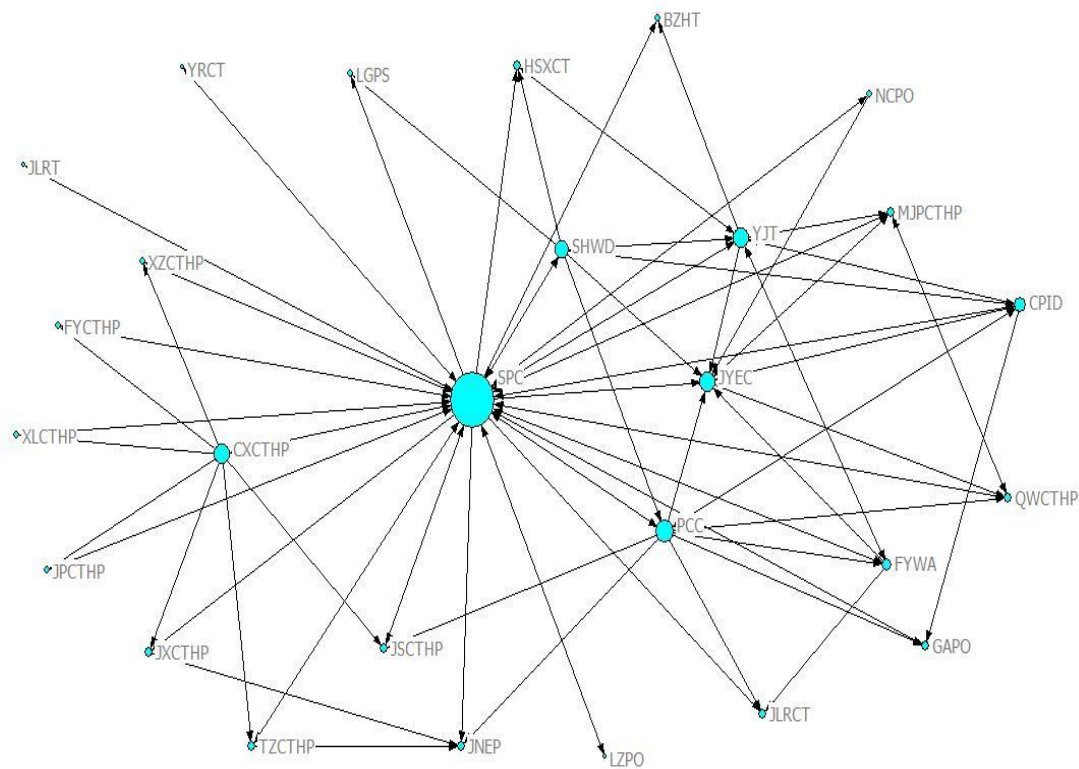 BZHT
HSXCT
YRCT
LGPS
NCPO
JLRT
MJPCTHP
YJT
SHWD
XZCTHP
CPID
FYCTHP
SPC
JYEC
XLCTHP
CXCTHP
QWCTHP
PCC
FYWA
JPCTHP
GAPO
JSCTHP
JXCTHP
JLRCT
TZCTHP
JNEP
LZPO